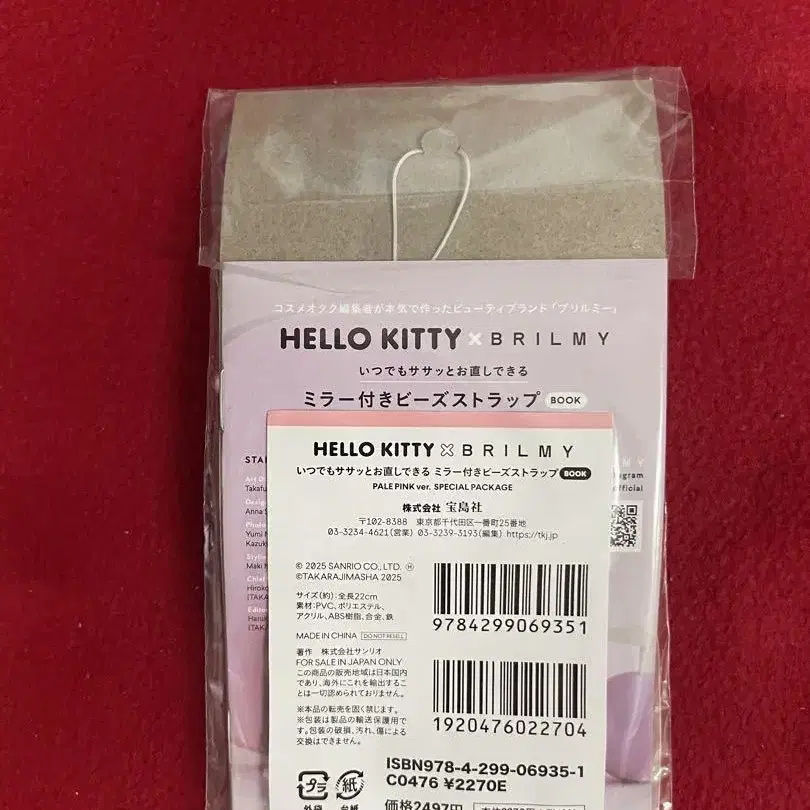 コスメオタク編集者が本気で作ったビューティブランド「ブリルミー」
HELLO KITTY × BRILMY
いつでもササッとお直しできる
ミラー付きビーズストラップ BOOK
HELLO KITTY × BRILMY
いつでもササッとお直しできる ミラー付きビーズストラップ BOOK
PALE PINK ver. SPECIAL PACKAGE
株式会社 宝島社
〒102-8388 東京都千代田区一番町25番地
03-3234-4621(営業) 03-3239-3193(編集) https://tkj.jp
© 2025 SANRIO CO., LTD. Ⓗ
©TAKARAJIMASHA 2025
サイズ(約):全長22cm
素材:PVC、ポリエステル、
アクリル、ABS樹脂、合金、鉄
MADE IN CHINA DO NOT RESELL
著作 株式会社サンリオ
FOR SALE IN JAPAN ONLY
この商品の販売地域は日本国内
であり、海外にこれを輸出するこ
とは一切認められておりません。
※本品の転売を固く禁じます。
※包装は製品の輸送保護用で
す。包装の破損、汚れ、傷による
交換はできません。
9784299069351
1920476022704
ISBN978-4-299-06935-1
C0476 ¥2270E
プラ 紙
価格2497円